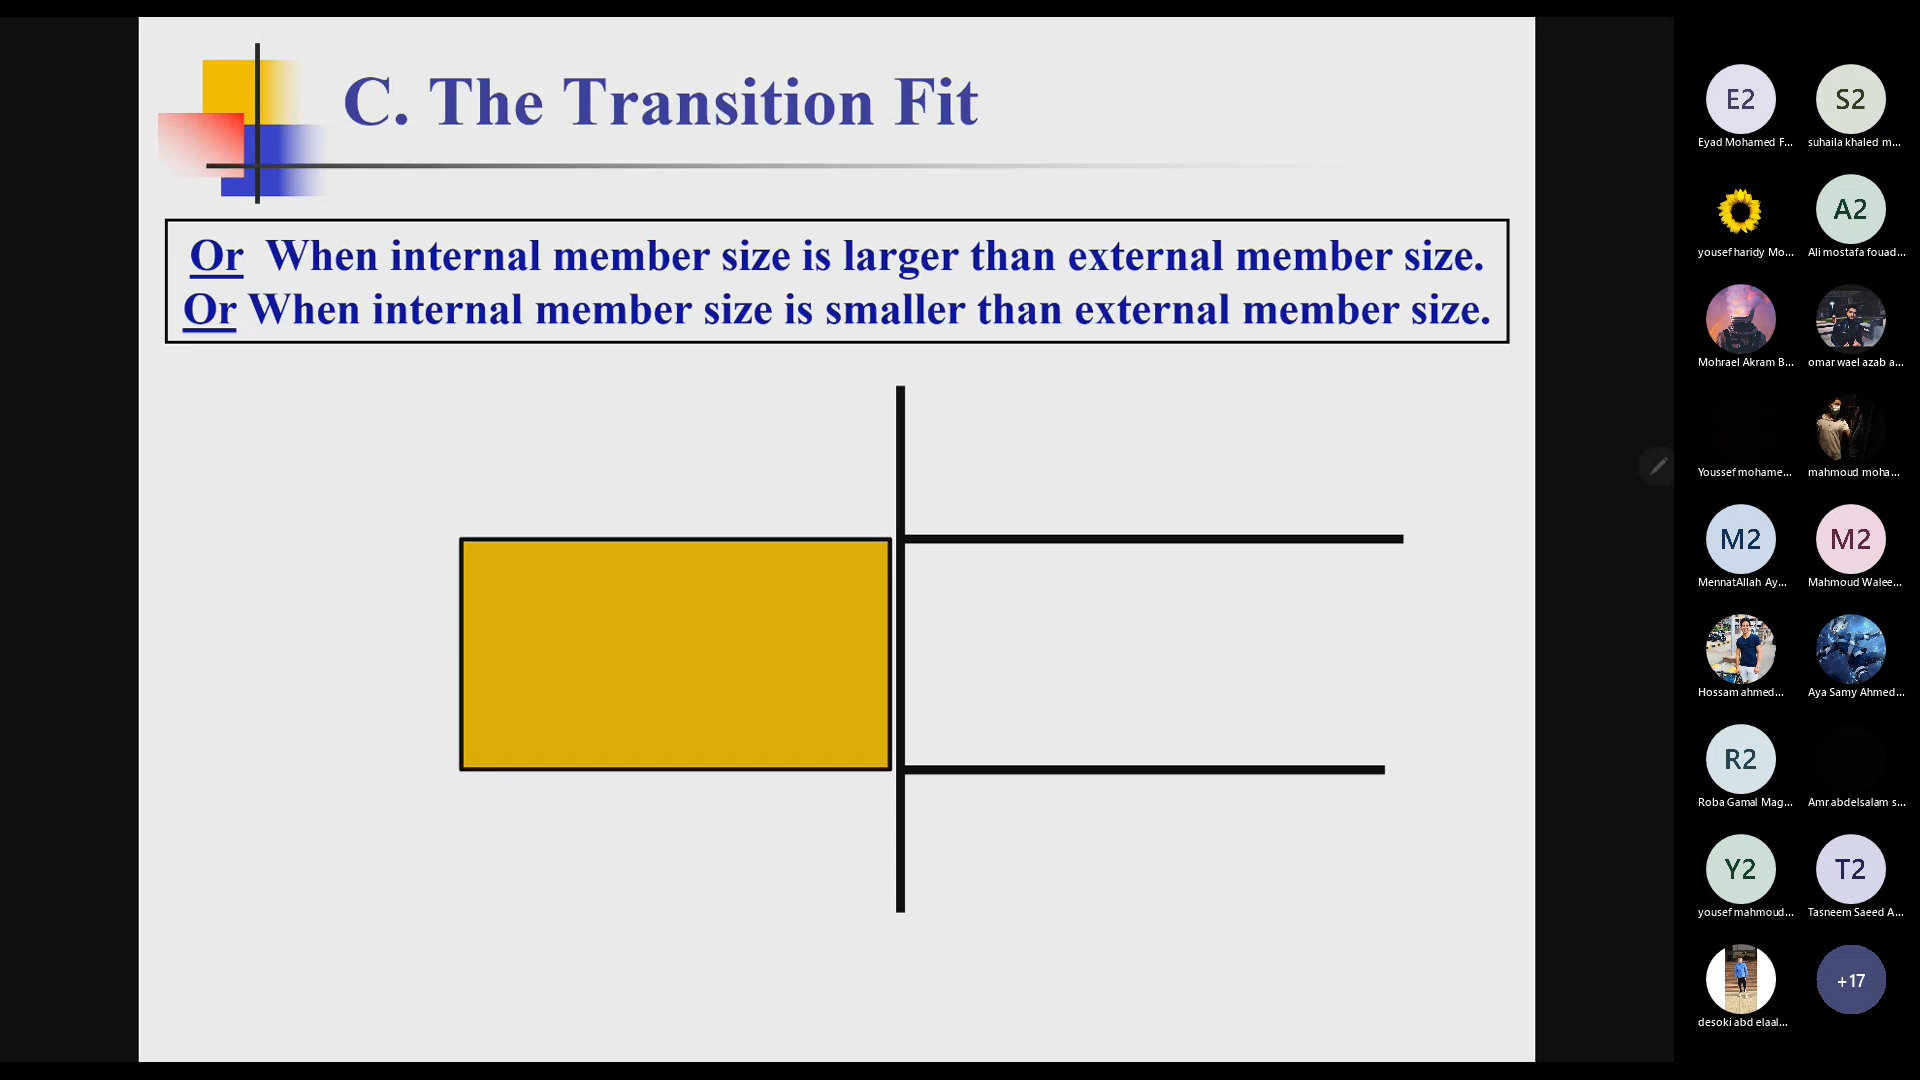 C. The Transition Fit
Or When internal member size is larger than external member size.
Or When internal member size is smaller than external member size.
E2
S2
Eyad Mohamed F...
suhaila khaled m...
A2
yousef haridy Mo...
Ali mostafa fouad...
Mohrael Akram B...
omar wael azab a...
Youssef mohame...
mahmoud moha...
M2
M2
MennatAllah Ay...
Mahmoud Walee...
Hossam ahmed...
Aya Samy Ahmed...
R2
Roba Gamal Mag...
Amr abdelsalam s...
Y2
T2
yousef mahmoud...
Tasneem Saeed A...
+17
desoki abd elaal...